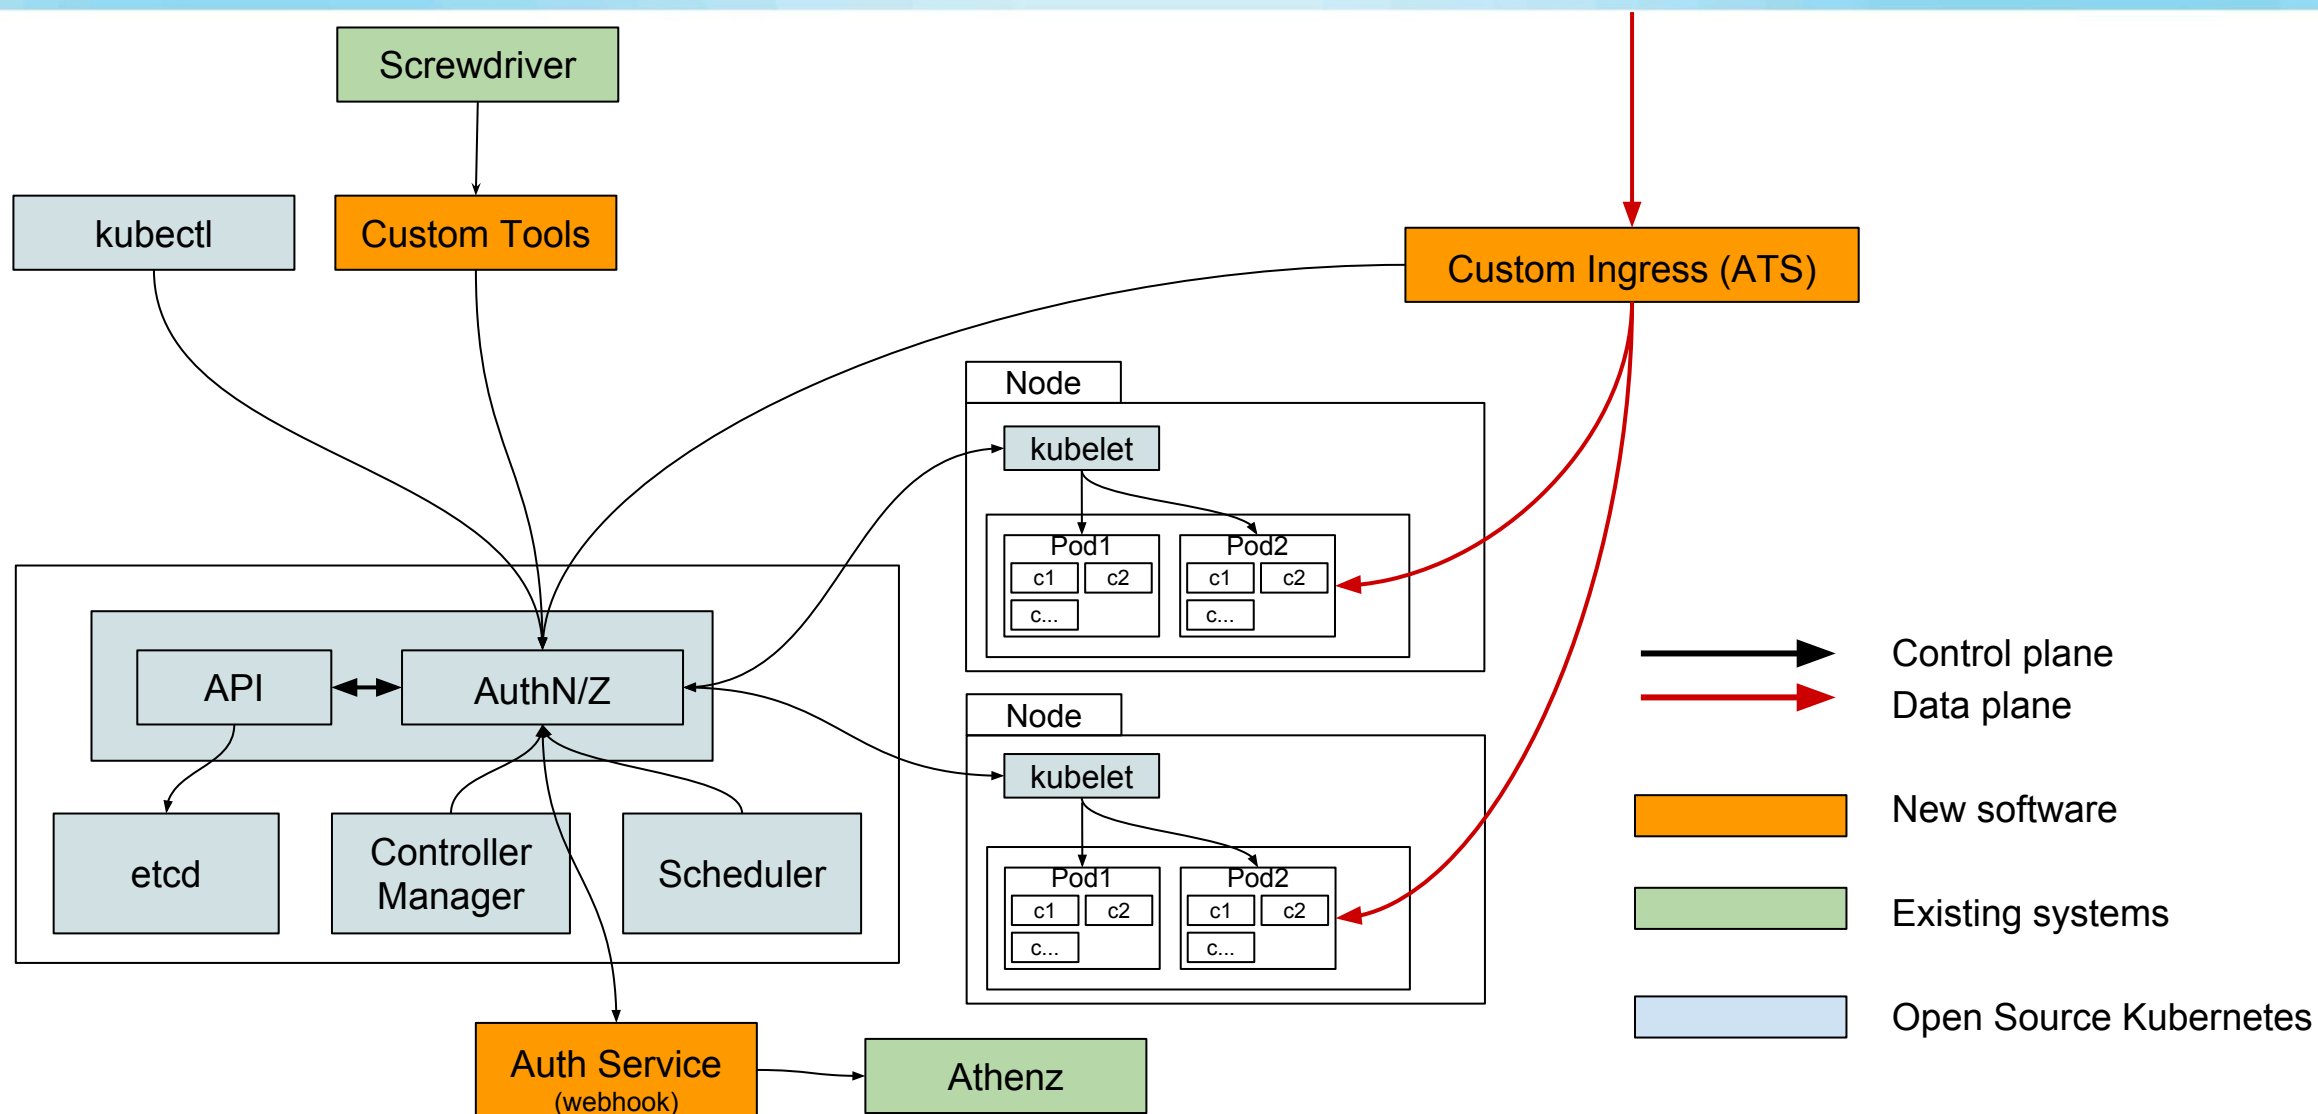 Screwdriver
kubectl
Custom Tools
Custom Ingress (ATS)
Node
kubelet
Pod1
Pod2
c1
c2
c1
c2
c...
c...
API
AuthN/Z
etcd
Controller
Manager
Scheduler
Node
kubelet
Pod1
Pod2
c1
c2
c1
c2
c...
c...
Auth Service
(webhook)
Athenz
Control plane
Data plane
New software
Existing systems
Open Source Kubernetes